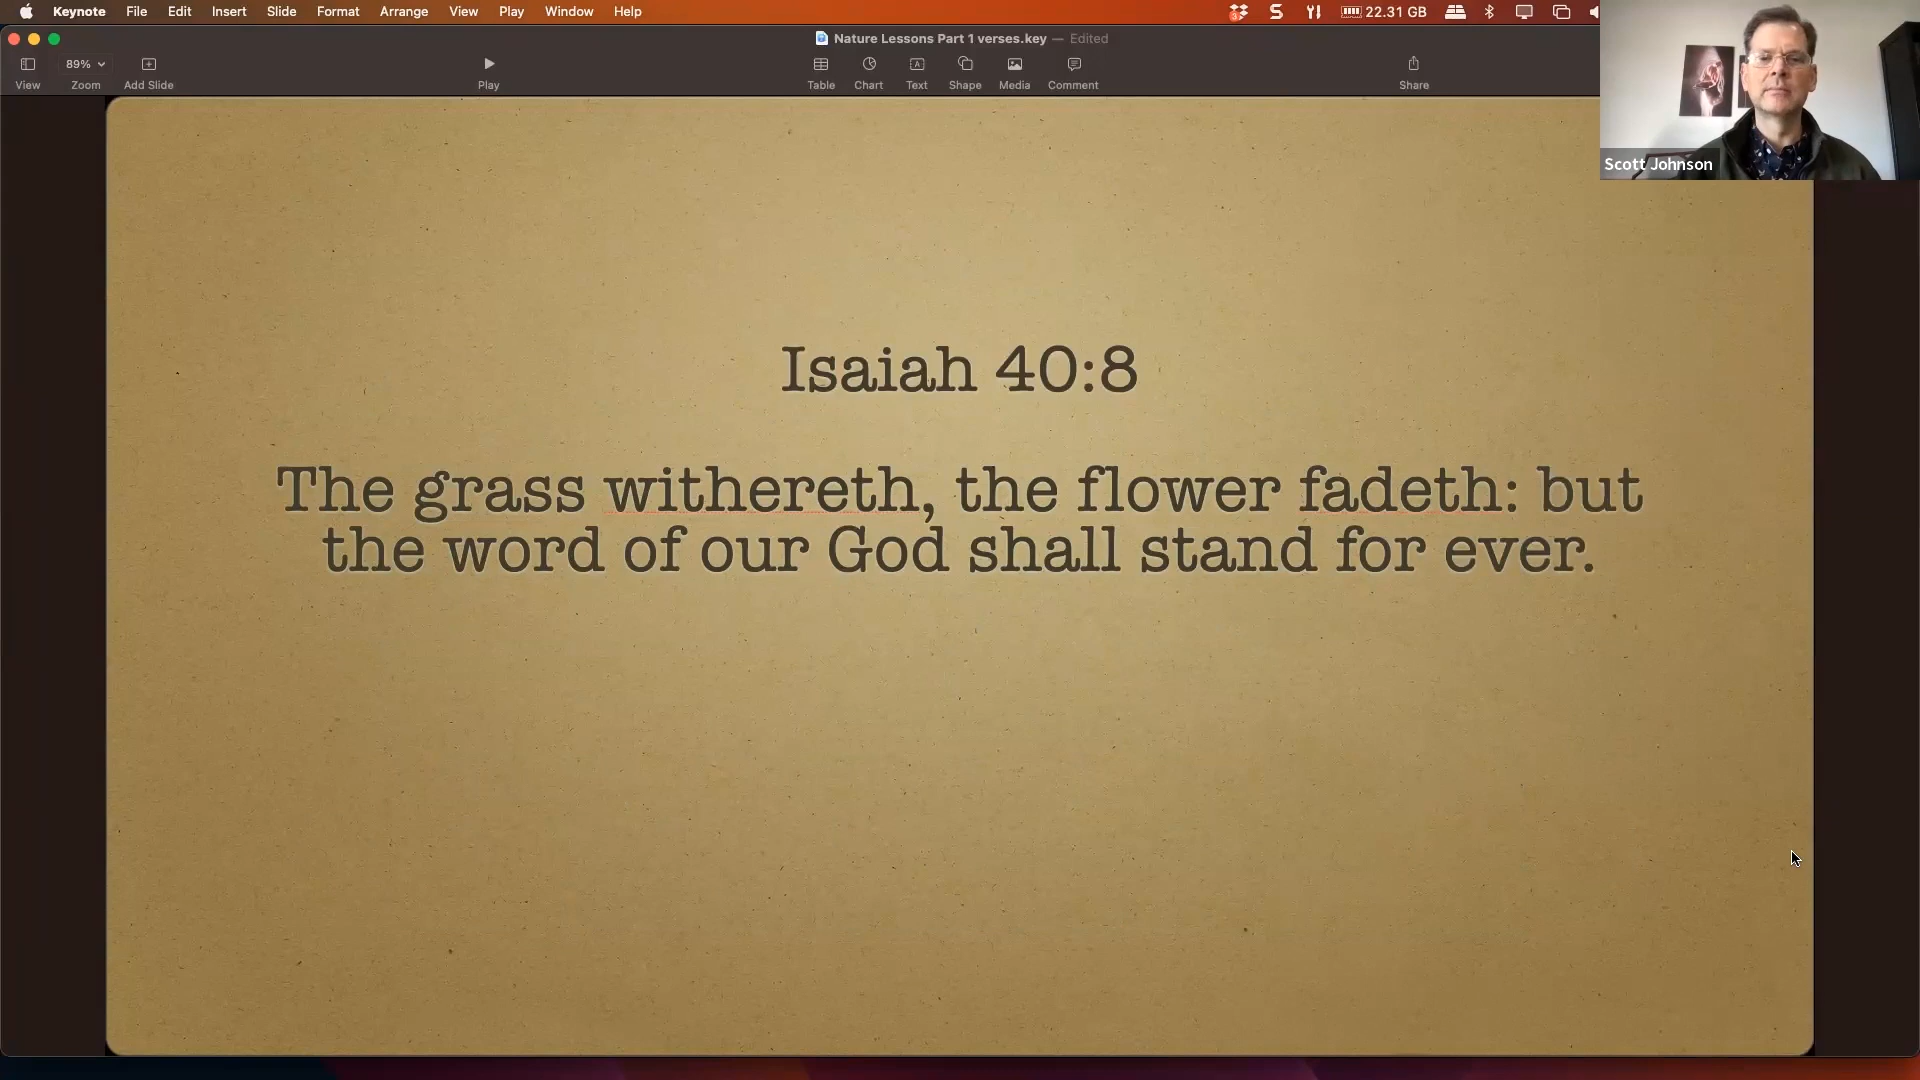 Keynote File Edit Insert Slide Format Arrange View Play Window Help 22.31 GB
Nature Lessons Part 1 verses.key — Edited
89%
View Zoom Add Slide Play Table Chart Text Shape Media Comment Share
Scott Johnson
Isaiah 40:8
The grass withereth, the flower fadeth: but
the word of our God shall stand for ever.